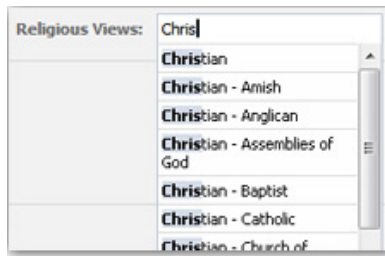 Religious Views: Chris
Christian
Christian - Amish
Christian - Anglican
Christian - Assemblies of
God
Christian - Baptist
Christian - Catholic
Christian - Church of